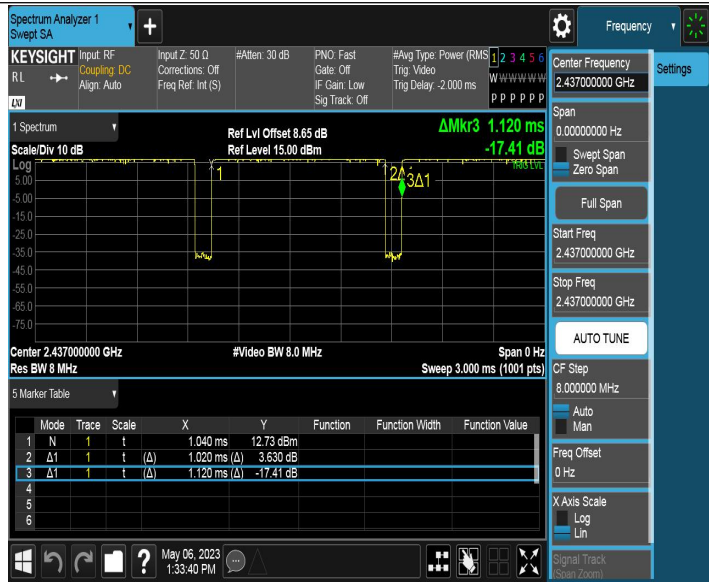 Spectrum Analyzer 1
Swept SA
+
Frequency
KEYSIGHT
Input: RF
Input Z: 50 Ω
#Atten: 30 dB
PNO: Fast
#Avg Type: Power (RMS
1 2 3 4 5 6
RL
Coupling: DC
Corrections: Off
Gate: Off
Trig: Video
W W W W W W
Align: Auto
Freq Ref: Int (S)
IF Gain: Low
Trig Delay: -2.000 ms
Sig Track: Off
P P P P P P
LXI
1 Spectrum
Scale/Div 10 dB
Ref Lvl Offset 8.65 dB
Ref Level 15.00 dBm
ΔMkr3 1.120 ms
-17.41 dB
Log
TRIG LVL
1
2Δ
3Δ1
5.00
-5.00
-15.0
-25.0
-35.0
-45.0
-55.0
-65.0
-75.0
Center 2.437000000 GHz
#Video BW 8.0 MHz
Span 0 Hz
Res BW 8 MHz
Sweep 3.000 ms (1001 pts)
5 Marker Table
Mode Trace Scale X Y Function Function Width Function Value
1 N 1 t 1.040 ms 12.73 dBm
2 Δ1 1 t (Δ) 1.020 ms (Δ) 3.630 dB
3 Δ1 1 t (Δ) 1.120 ms (Δ) -17.41 dB
4
5
6
?
May 06, 2023
1:33:40 PM
Center Frequency
2.437000000 GHz
Settings
Span
0.00000000 Hz
Swept Span
Zero Span
Full Span
Start Freq
2.437000000 GHz
Stop Freq
2.437000000 GHz
AUTO TUNE
CF Step
8.000000 MHz
Auto
Man
Freq Offset
0 Hz
X Axis Scale
Log
Lin
Signal Track
(Span Zoom)